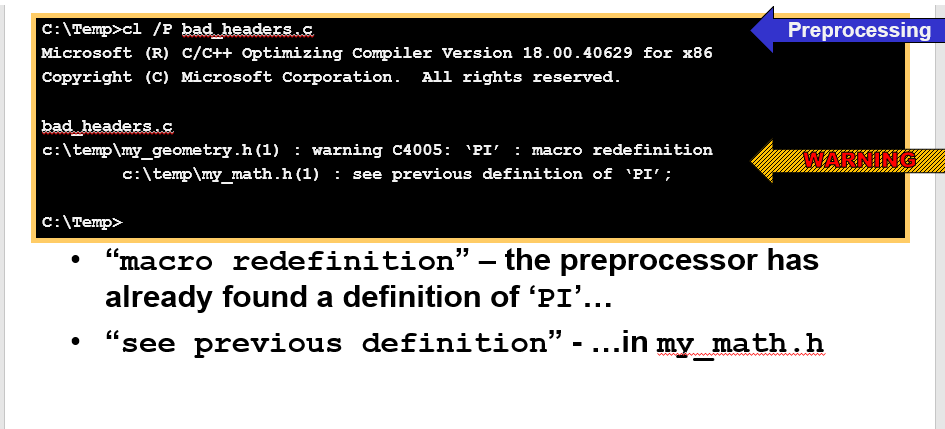 C:\Temp>cl /P bad_headers.c
Preprocessing
Microsoft (R) C/C++ Optimizing Compiler Version 18.00.40629 for x86
Copyright (C) Microsoft Corporation.  All rights reserved.
bad_headers.c
c:\temp\my_geometry.h(1) : warning C4005: ‘PI’ : macro redefinition
WARNING
c:\temp\my_math.h(1) : see previous definition of ‘PI’;
C:\Temp>
• “macro redefinition” – the preprocessor has
already found a definition of ‘PI’…
• “see previous definition” - …in my_math.h